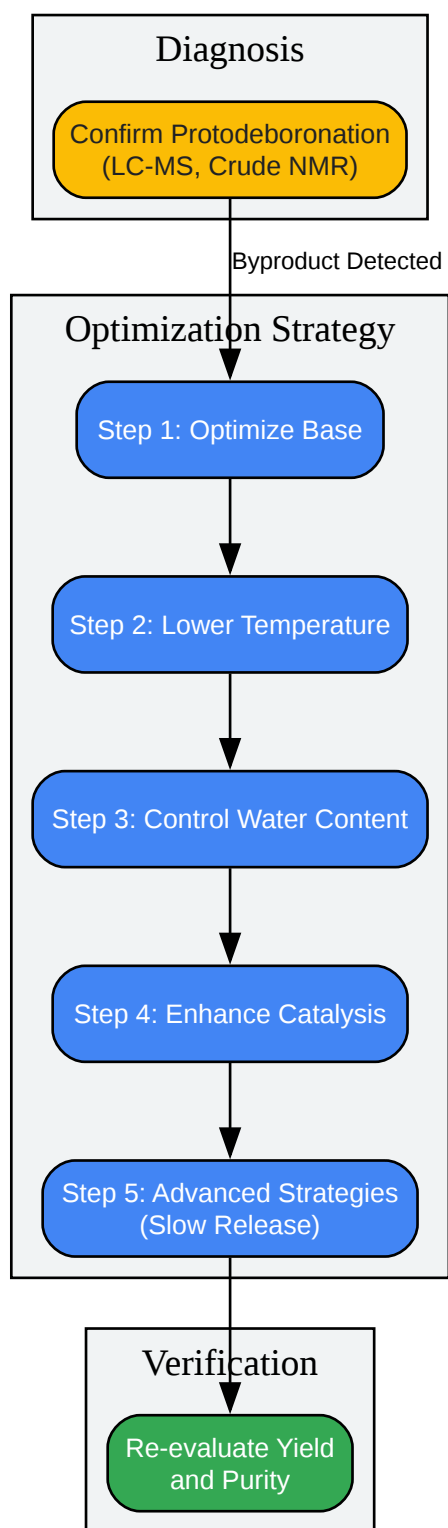 Diagnosis
Confirm Protodeboronation
(LC-MS, Crude NMR)
Byproduct Detected
Optimization Strategy
Step 1: Optimize Base
Step 2: Lower Temperature
Step 3: Control Water Content
Step 4: Enhance Catalysis
Step 5: Advanced Strategies
(Slow Release)
Verification
Re-evaluate Yield
and Purity